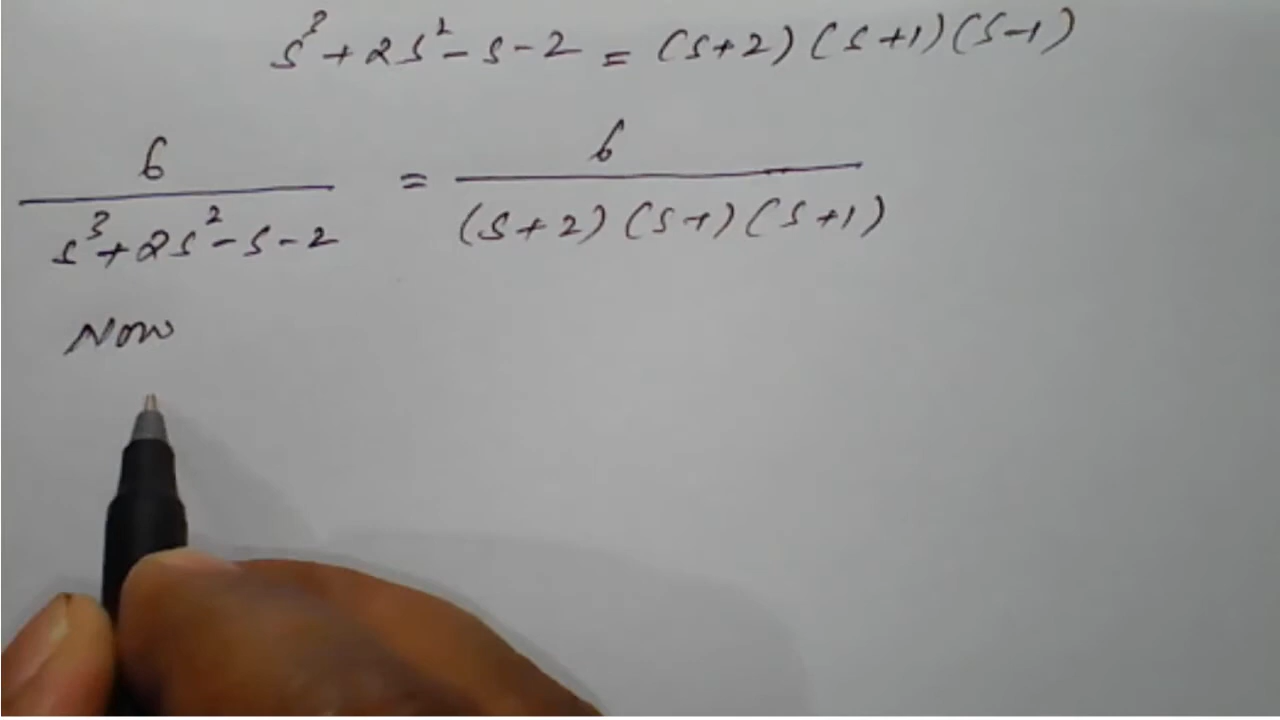 s³ + 2s² - s - 2 = (s+2) (s+1) (s-1)
6 / s³ + 2s² - s - 2 = 6 / (s+2) (s-1) (s+1)
Now